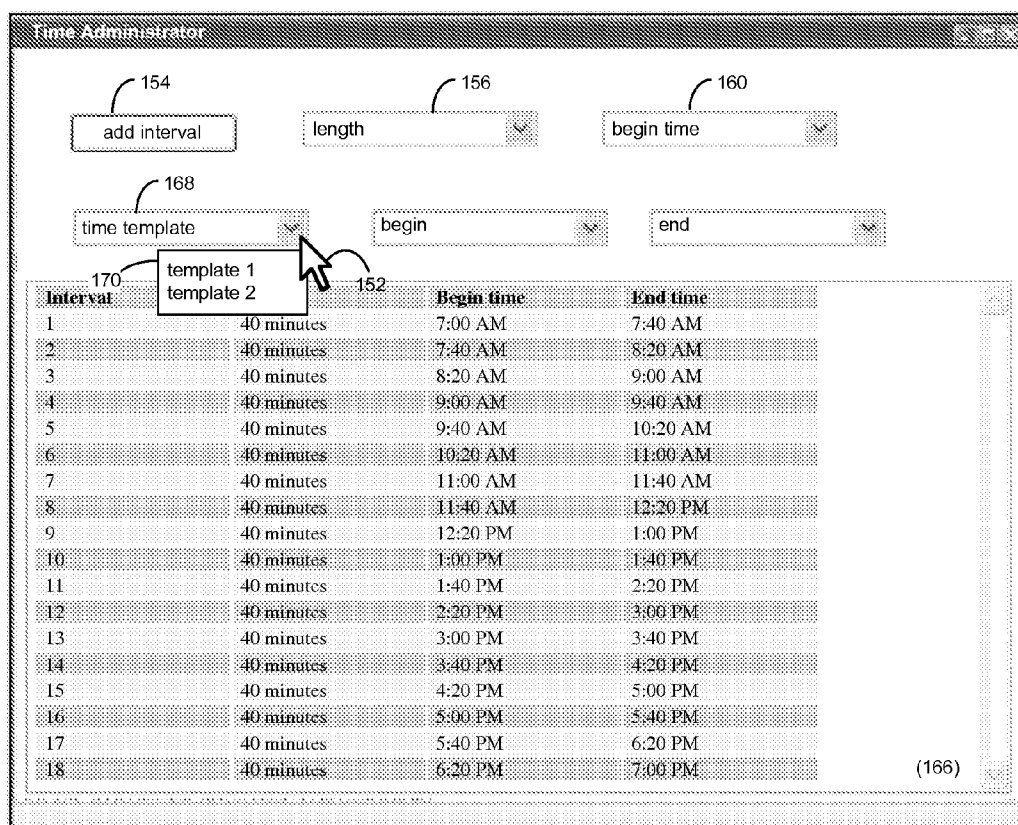 Time Administrator
154 156 160
add interval length begin time
168
time template begin end
170 template 1 152
template 2
Interval Begin time End time
1 40 minutes 7:00 AM 7:40 AM
2 40 minutes 7:40 AM 8:20 AM
3 40 minutes 8:20 AM 9:00 AM
4 40 minutes 9:00 AM 9:40 AM
5 40 minutes 9:40 AM 10:20 AM
6 40 minutes 10:20 AM 11:00 AM
7 40 minutes 11:00 AM 11:40 AM
8 40 minutes 11:40 AM 12:20 PM
9 40 minutes 12:20 PM 1:00 PM
10 40 minutes 1:00 PM 1:40 PM
11 40 minutes 1:40 PM 2:20 PM
12 40 minutes 2:20 PM 3:00 PM
13 40 minutes 3:00 PM 3:40 PM
14 40 minutes 3:40 PM 4:20 PM
15 40 minutes 4:20 PM 5:00 PM
16 40 minutes 5:00 PM 5:40 PM
17 40 minutes 5:40 PM 6:20 PM
18 40 minutes 6:20 PM 7:00 PM (166)